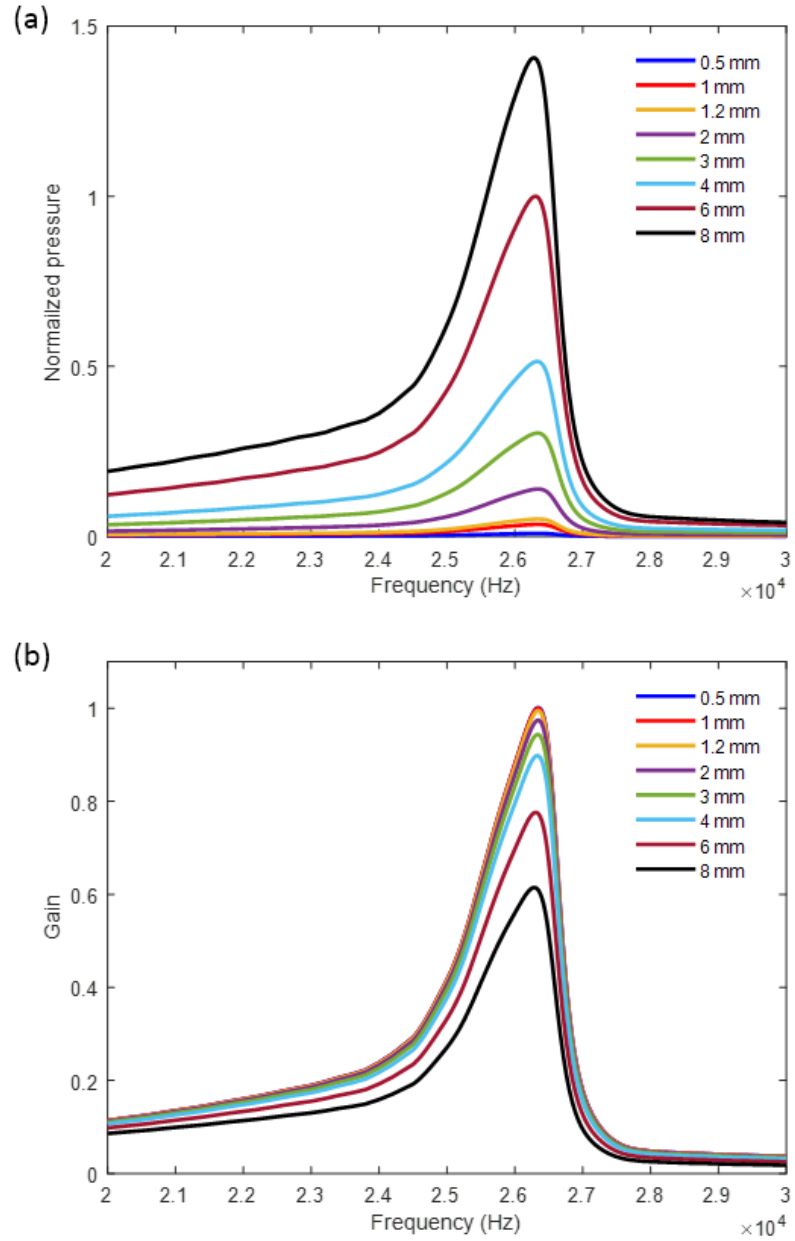 (a)
1.5
1
0.5
0
Normailzed pressure
0.5 mm
1 mm
1.2 mm
2 mm
3 mm
4 mm
6 mm
8 mm
2 2.1 2.2 2.3 2.4 2.5 2.6 2.7 2.8 2.9 3
Frequency (Hz)
×10⁴
(b)
1
0.8
0.6
0.4
0.2
0
Gain
0.5 mm
1 mm
1.2 mm
2 mm
3 mm
4 mm
6 mm
8 mm
2 2.1 2.2 2.3 2.4 2.5 2.6 2.7 2.8 2.9 3
Frequency (Hz)
×10⁴